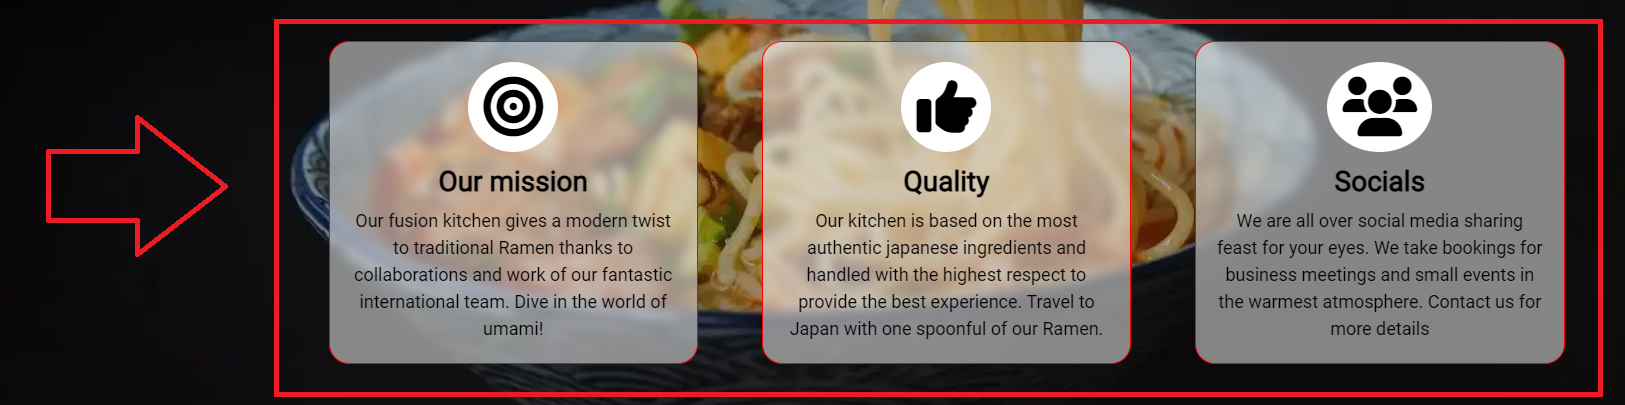 Our mission
Our fusion kitchen gives a modern twist
to traditional Ramen thanks to
collaborations and work of our fantastic
international team. Dive in the world of
umami!
Quality
Our kitchen is based on the most
authentic japanese ingredients and
handled with the highest respect to
provide the best experience. Travel to
Japan with one spoonful of our Ramen.
Socials
We are all over social media sharing
feast for your eyes. We take bookings for
business meetings and small events in
the warmest atmosphere. Contact us for
more details